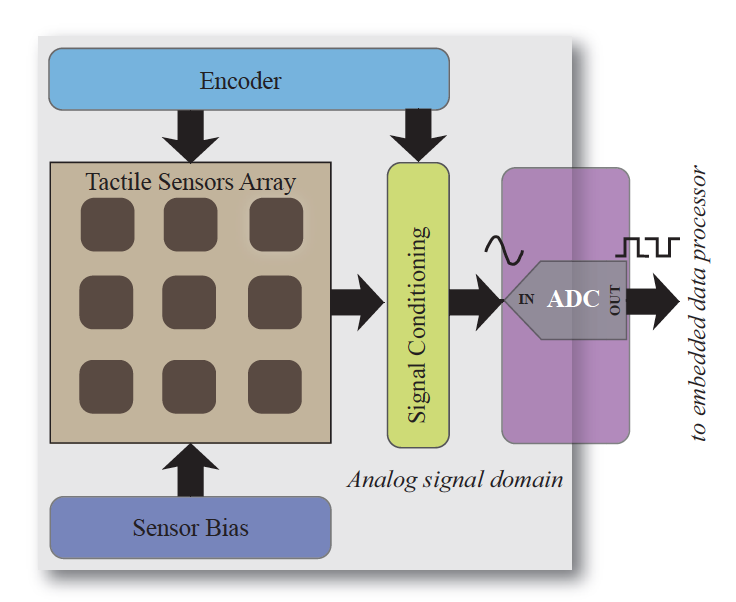 Encoder
Tactile Sensors Array
Signal Conditioning
IN
ADC
OUT
to embedded data processor
Analog signal domain
Sensor Bias